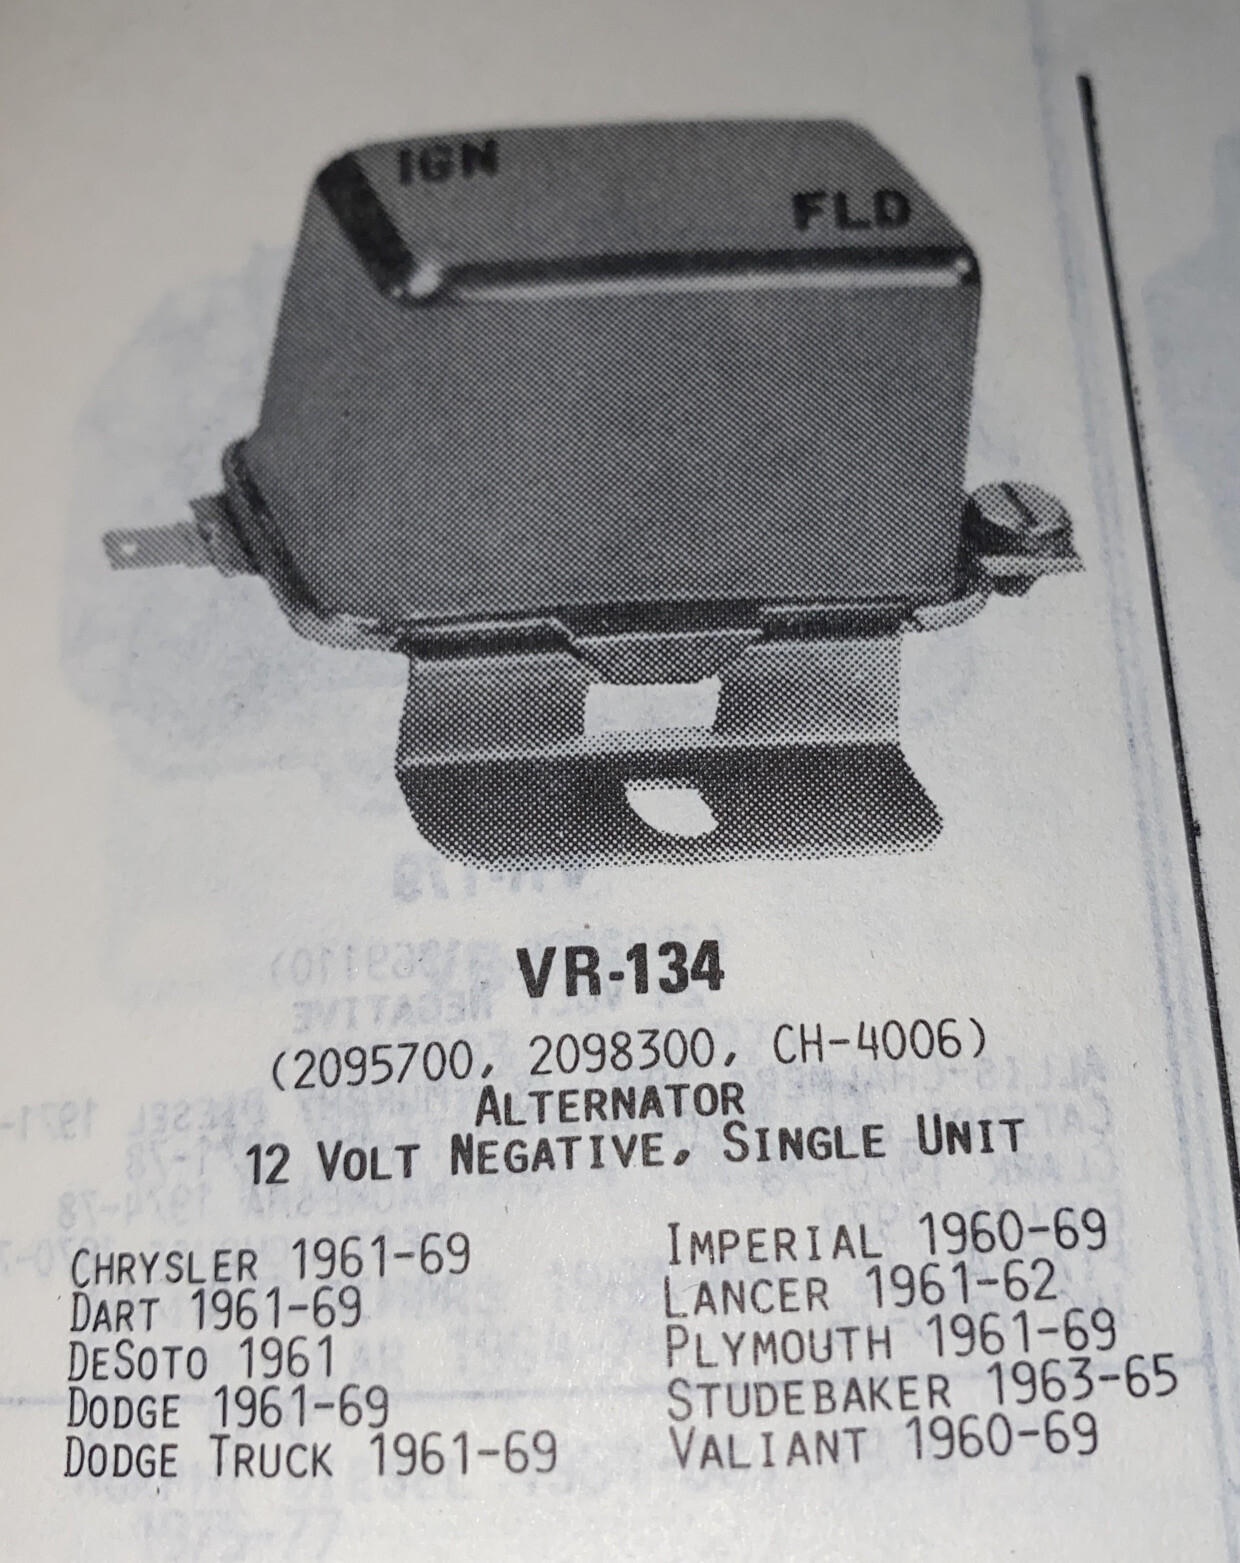 IGN
FLD
VR-134
(2095700, 2098300, CH-4006)
ALTERNATOR
12 VOLT NEGATIVE, SINGLE UNIT
CHRYSLER 1961-69
DART 1961-69
DESOTO 1961
DODGE 1961-69
DODGE TRUCK 1961-69
IMPERIAL 1960-69
LANCER 1961-62
PLYMOUTH 1961-69
STUDEBAKER 1963-65
VALIANT 1960-69